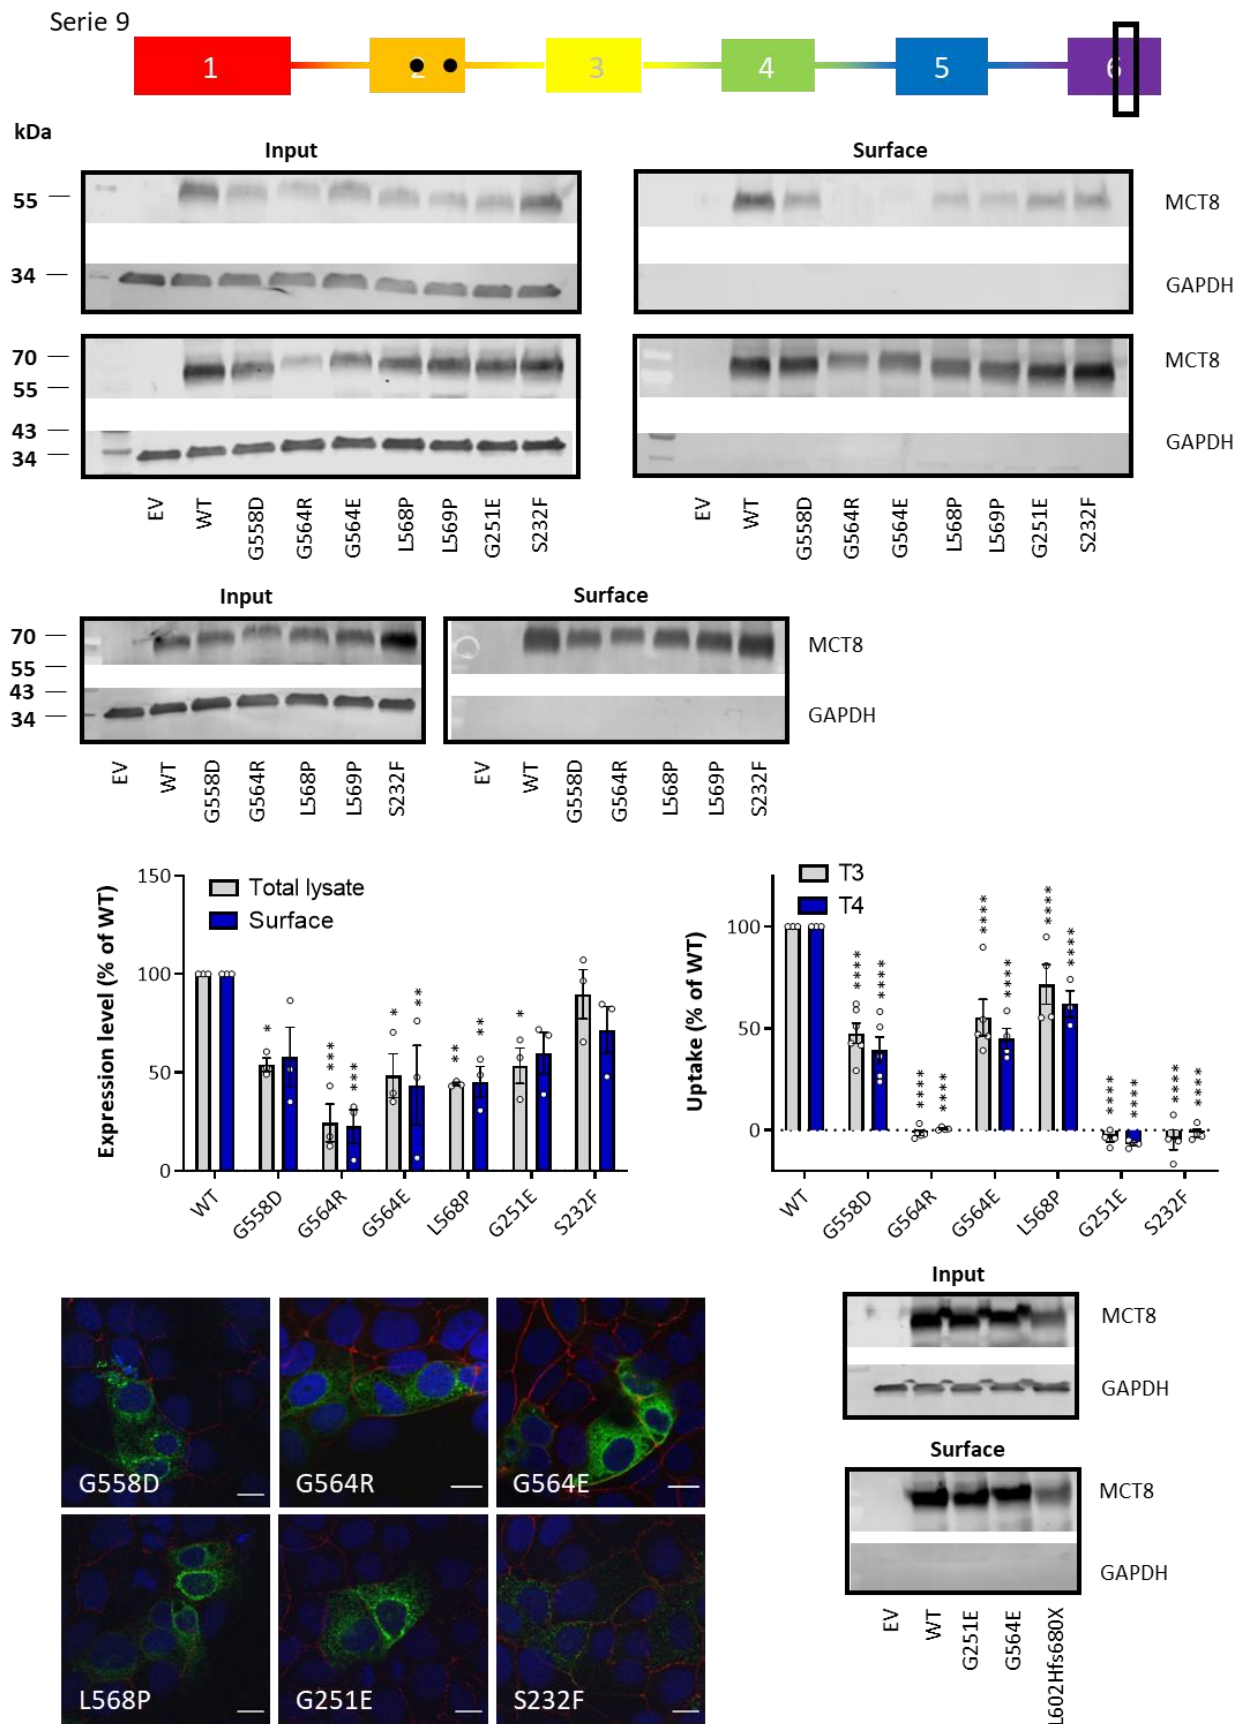 Serie 9
1 2 3 4 5 6
kDa
Input Surface
55 MCT8
34 GAPDH
70 MCT8
55
43 GAPDH
34
EV WT G558D G564R G564E L568P L569P G251E S232F
EV WT G558D G564R G564E L568P L569P G251E S232F
Input Surface
70 MCT8
55
43
34 GAPDH
EV WT G558D G564R L568P L569P S232F
EV WT G558D G564R L568P L569P S232F
Expression level (% of WT)
150
100
50
0
Total lysate
Surface
* *** *** * ** ** ** *
WT G558D G564R G564E L568P G251E S232F
Uptake (% of WT)
100
50
0
T3
T4
**** **** **** **** **** **** **** **** **** **** **** ****
WT G558D G564R G564E L568P G251E S232F
G558D G564R G564E
L568P G251E S232F
Input
MCT8
GAPDH
Surface
MCT8
GAPDH
EV WT G251E G564E L602Hfs680X